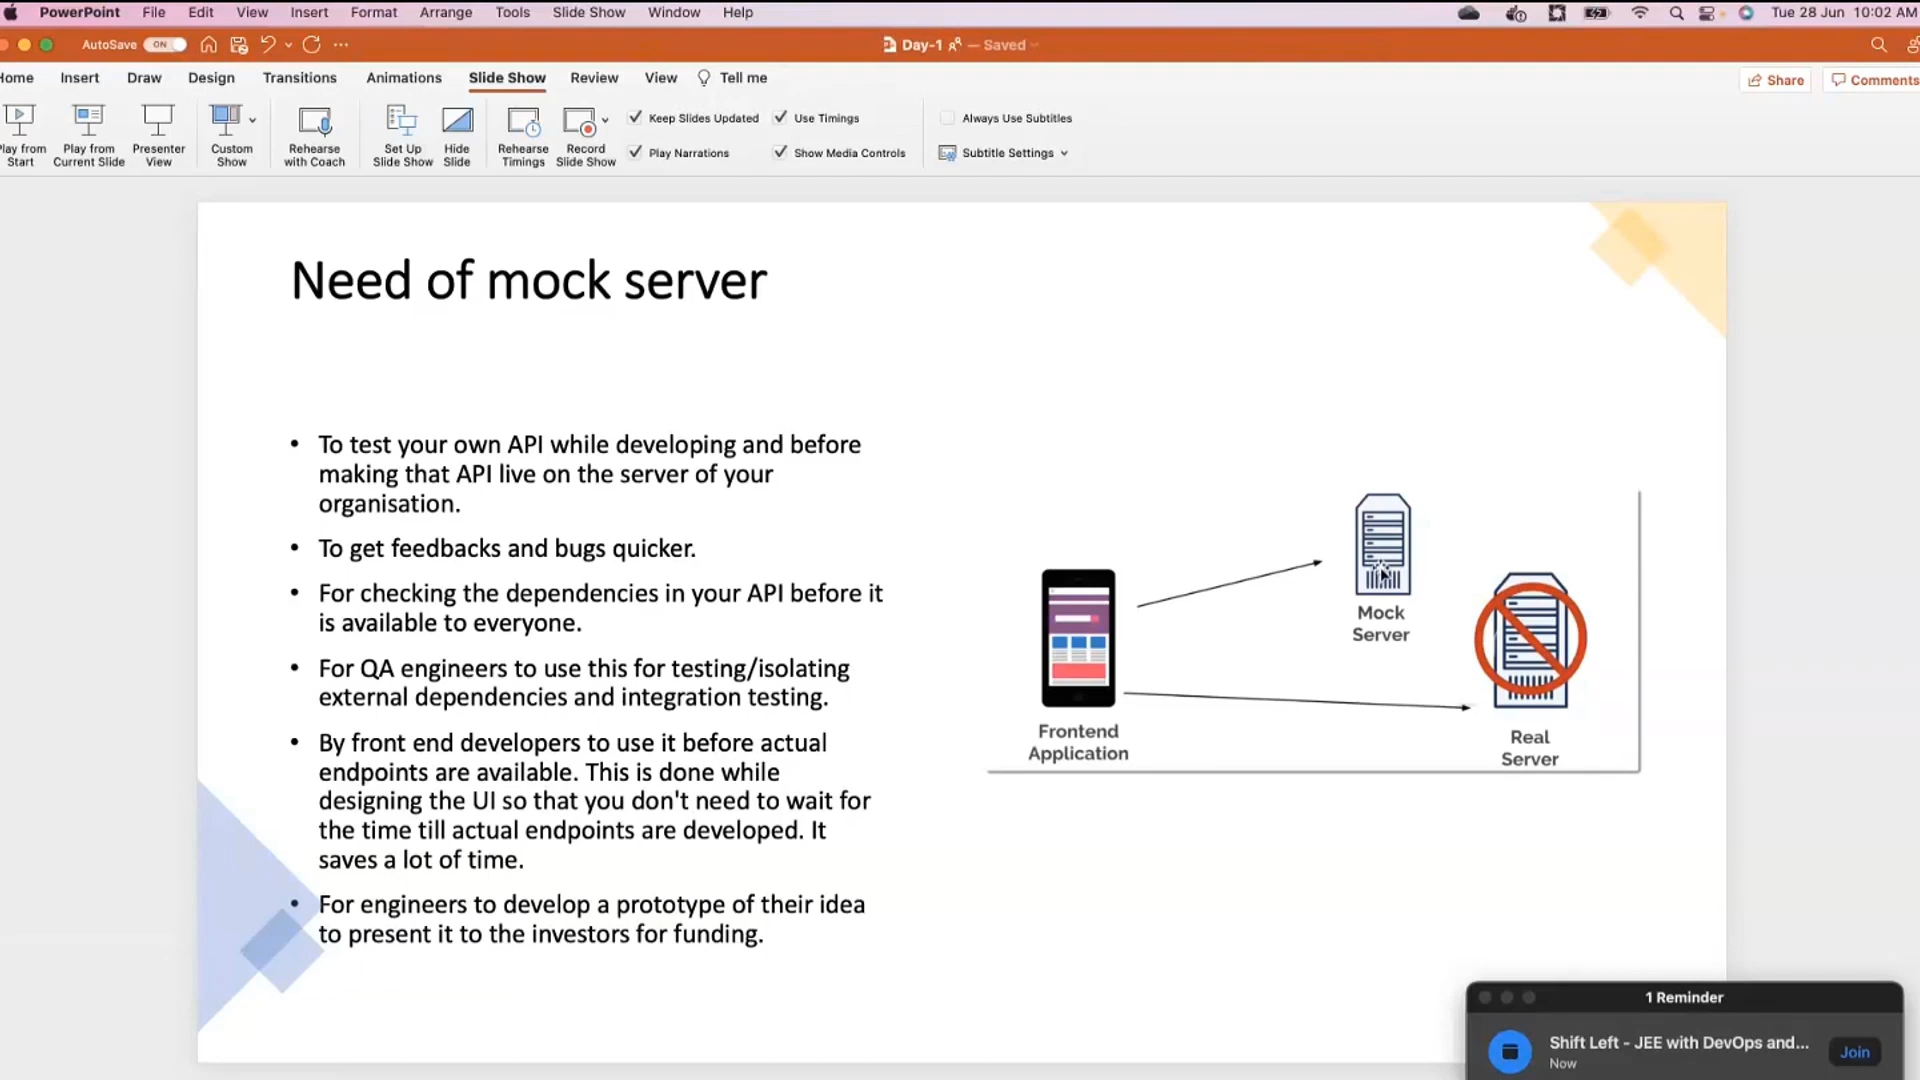 PowerPoint File Edit View Insert Format Arrange Tools Slide Show Window Help Tue 28 Jun 10:02 AM
AutoSave ON Day-1 — Saved
Home Insert Draw Design Transitions Animations Slide Show Review View Tell me Share Comments
Play from Start
Play from Current Slide
Presenter View
Custom Show
Rehearse with Coach
Set Up Slide Show
Hide Slide
Rehearse Timings
Record Slide Show
Keep Slides Updated Use Timings Always Use Subtitles
Play Narrations Show Media Controls Subtitle Settings
Need of mock server
• To test your own API while developing and before
making that API live on the server of your
organisation.
• To get feedbacks and bugs quicker.
• For checking the dependencies in your API before it
is available to everyone.
• For QA engineers to use this for testing/isolating
external dependencies and integration testing.
• By front end developers to use it before actual
endpoints are available. This is done while
designing the UI so that you don't need to wait for
the time till actual endpoints are developed. It
saves a lot of time.
• For engineers to develop a prototype of their idea
to present it to the investors for funding.
Mock
Server
Frontend
Application
Real
Server
1 Reminder
Shift Left - JEE with DevOps and...
Now
Join